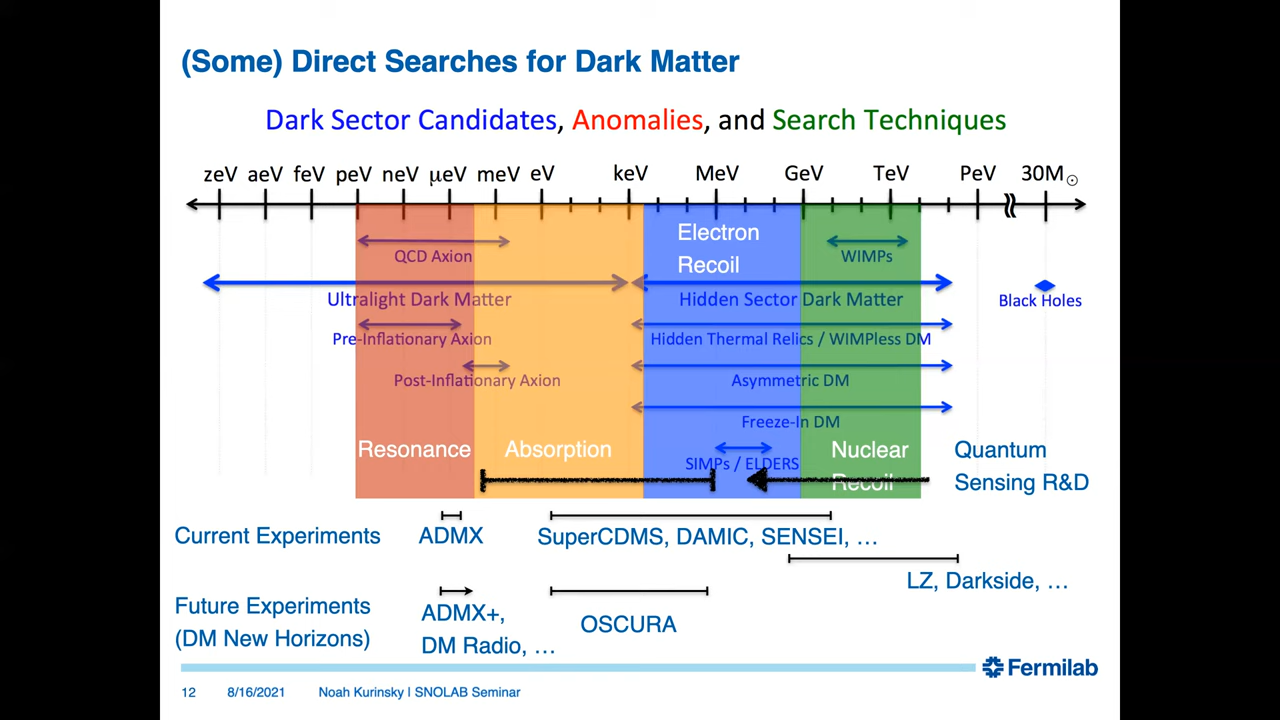 (Some) Direct Searches for Dark Matter
Dark Sector Candidates, Anomalies, and Search Techniques
zeV aeV feV peV neV μeV meV eV keV MeV GeV TeV PeV 30M☉
Electron
Recoil
QCD Axion
WIMPs
Ultralight Dark Matter
Hidden Sector Dark Matter
Black Holes
Pre-Inflationary Axion
Hidden Thermal Relics / WIMPless DM
Post-Inflationary Axion
Asymmetric DM
Freeze-In DM
Resonance
Absorption
SIMPs / ELDERS
Nuclear
Recoil
Quantum
Sensing R&D
Current Experiments
ADMX
SuperCDMS, DAMIC, SENSEI, …
LZ, Darkside, …
Future Experiments
(DM New Horizons)
ADMX+,
DM Radio, …
OSCURA
Fermilab
12 8/16/2021 Noah Kurinsky | SNOLAB Seminar